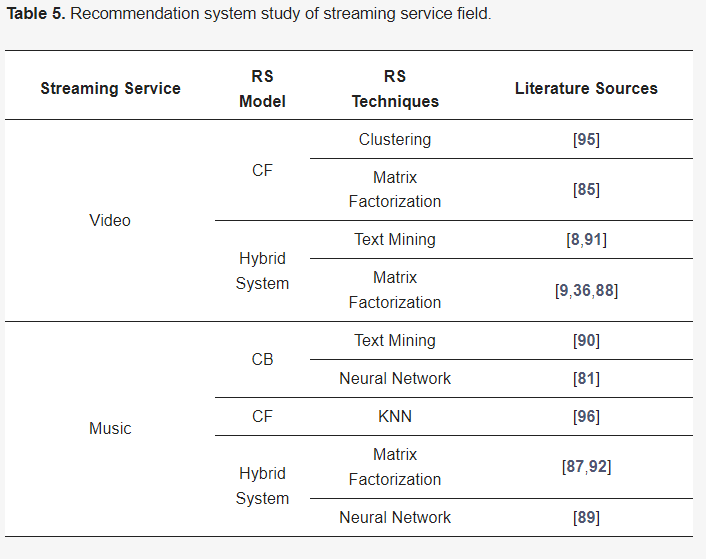 Table 5. Recommendation system study of streaming service field.
Streaming Service
RS
Model
RS
Techniques
Literature Sources
Video
CF
Clustering
[95]
Matrix
Factorization
[85]
Hybrid
System
Text Mining
[8,91]
Matrix
Factorization
[9,36,88]
Music
CB
Text Mining
[90]
Neural Network
[81]
CF
KNN
[96]
Hybrid
System
Matrix
Factorization
[87,92]
Neural Network
[89]